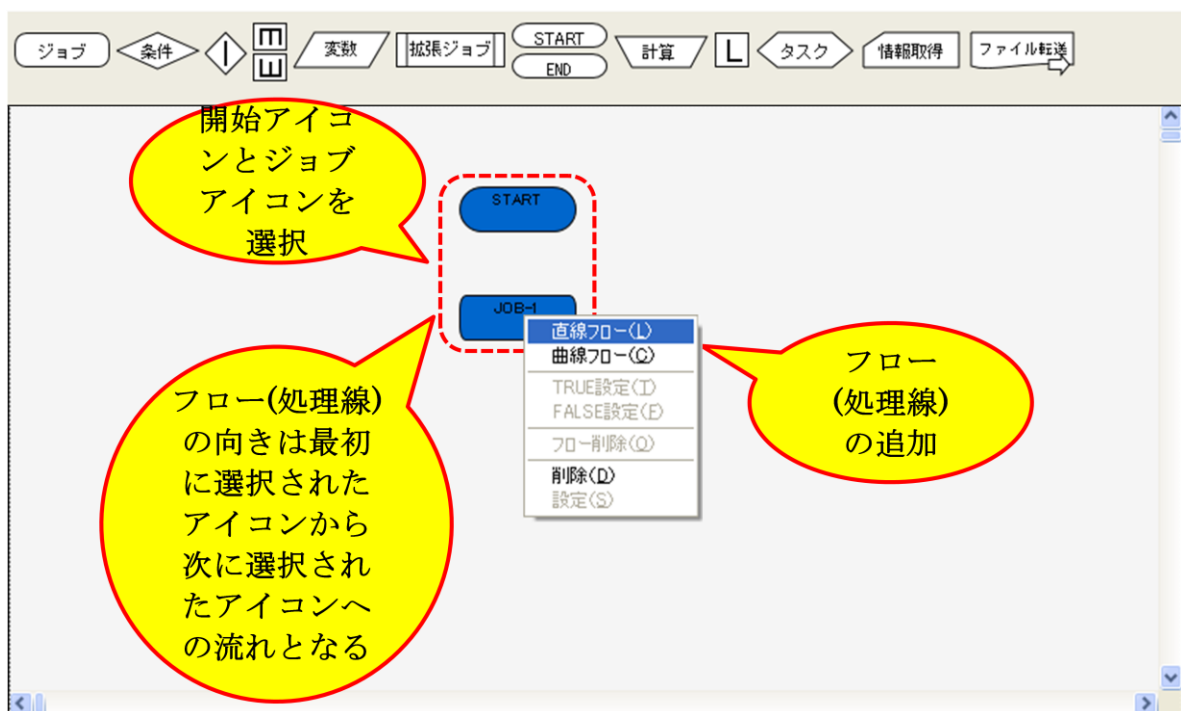 ジョブ
条件
M
W
変数
拡張ジョブ
START
END
計算
L
タスク
情報取得
ファイル転送
開始アイコ
ンとジョブ
アイコンを
選択
START
JOB-1
直線フロー(L)
曲線フロー(C)
TRUE設定(T)
FALSE設定(F)
フロー削除(O)
削除(D)
設定(S)
フロー
(処理線)
の追加
フロー(処理線)
の向きは最初
に選択された
アイコンから
次に選択され
たアイコンへ
の流れとなる